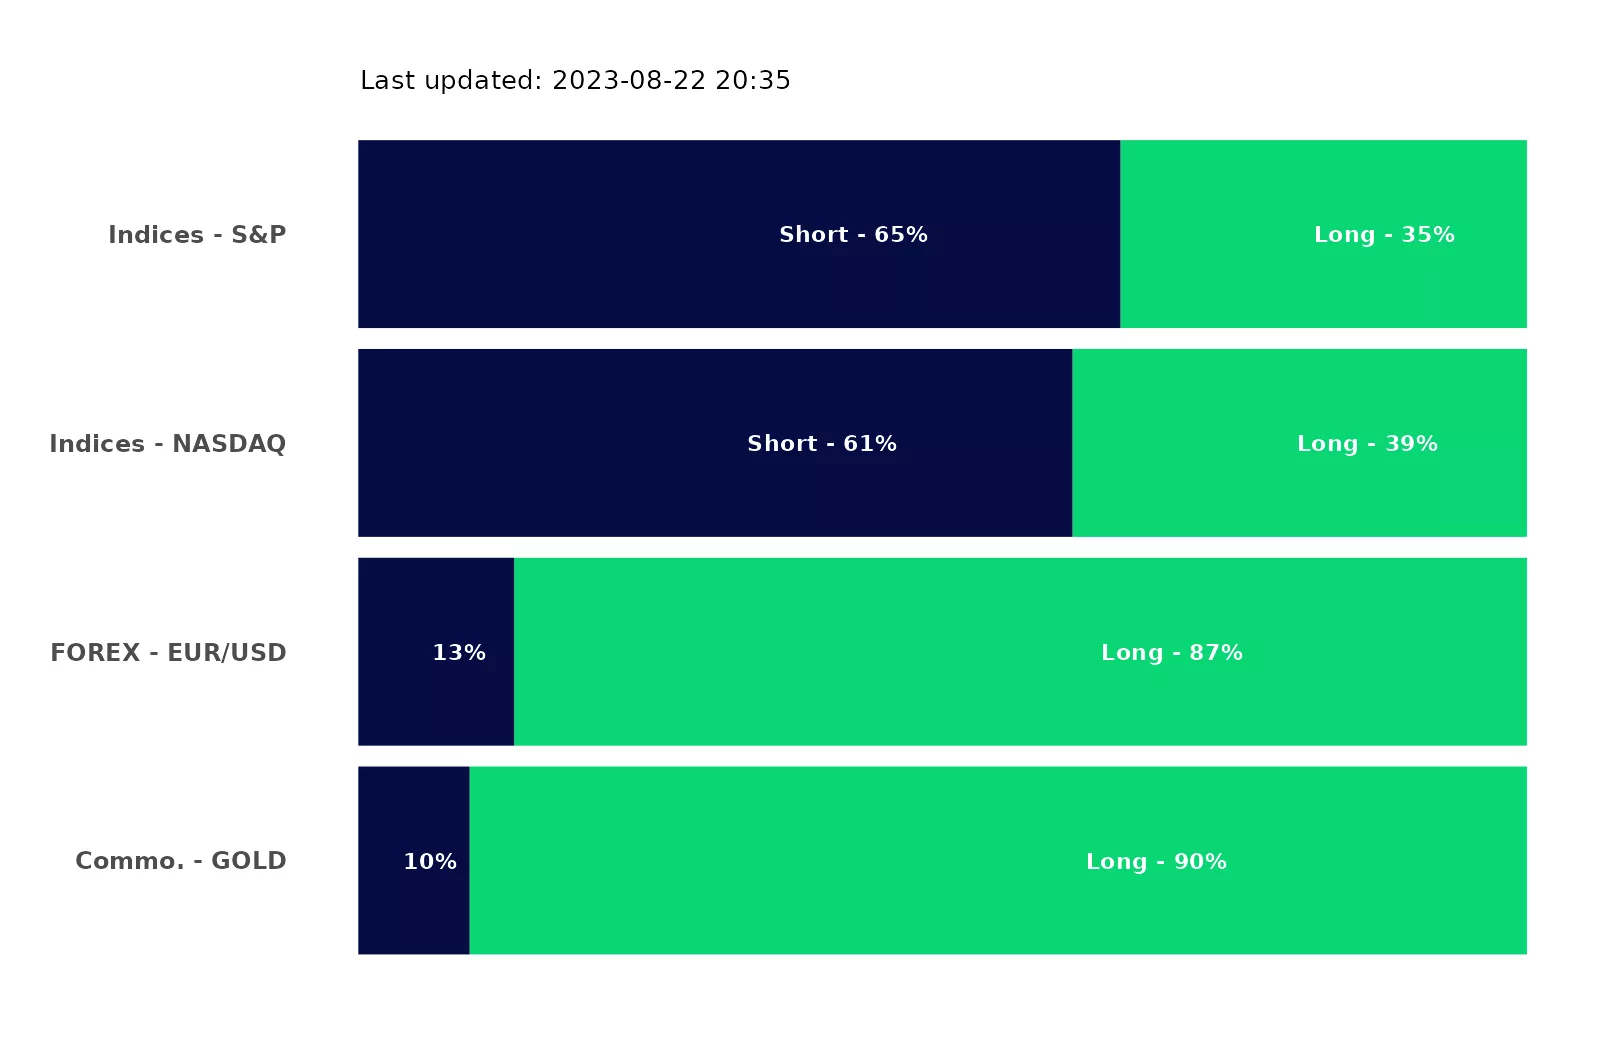 Last updated: 2023-08-22 20:35
Indices - S&P
Short - 65%
Long - 35%
Indices - NASDAQ
Short - 61%
Long - 39%
FOREX - EUR/USD
13%
Long - 87%
Commo. - GOLD
10%
Long - 90%